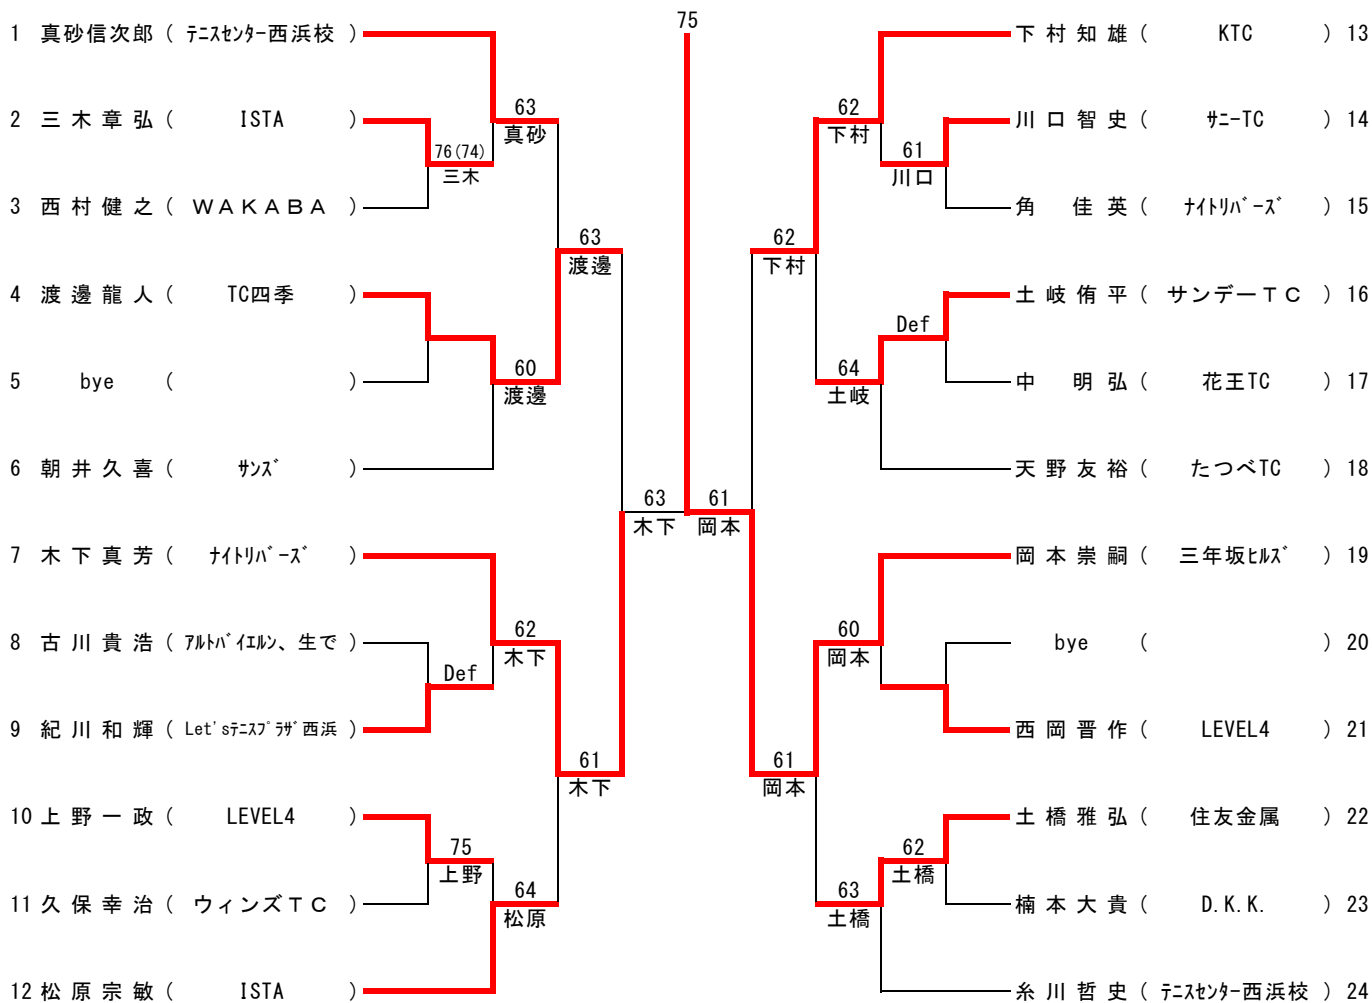 75
1 真砂信次郎 ( テニスセンター西浜校 )
63
真砂
2 三木章弘 ( ISTA )
76(74)
三木
3 西村健之 ( WAKABA )
63
渡邊
4 渡邊龍人 ( TC四季 )
5 bye ( )
60
渡邊
6 朝井久喜 ( サンズ )
63
木下
7 木下真芳 ( ナイトリバーズ )
62
木下
8 古川貴浩 ( アルトバイエルン、生で )
Def
9 紀川和輝 ( Let'sテニスプラザ西浜 )
61
木下
10 上野一政 ( LEVEL4 )
75
上野
11 久保幸治 ( ウィンズTC )
64
松原
12 松原宗敏 ( ISTA )
下村知雄 ( KTC ) 13
62
下村
川口智史 ( サニーTC ) 14
61
川口
角 佳英 ( ナイトリバーズ ) 15
62
下村
土岐侑平 ( サンデーTC ) 16
Def
中 明弘 ( 花王TC ) 17
64
土岐
天野友裕 ( たつべTC ) 18
61
岡本
岡本崇嗣 ( 三年坂ヒルズ ) 19
60
岡本
bye ( ) 20
西岡晋作 ( LEVEL4 ) 21
61
岡本
土橋雅弘 ( 住友金属 ) 22
62
土橋
楠本大貴 ( D.K.K. ) 23
63
土橋
糸川哲史 ( テニスセンター西浜校 ) 24